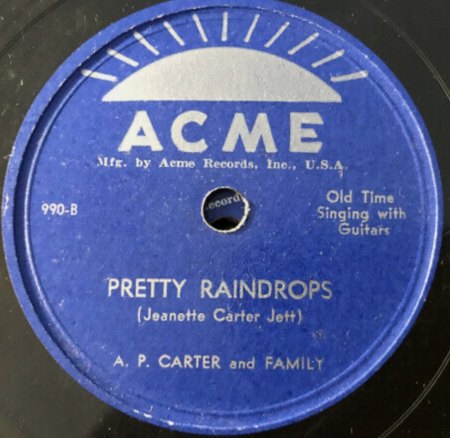 ACME
Mfg. by Acme Records, Inc., U.S.A.
990-B
Old Time
Singing with
Guitars
ecord
PRETTY RAINDROPS
(Jeanette Carter Jett)
A. P. CARTER and FAMILY